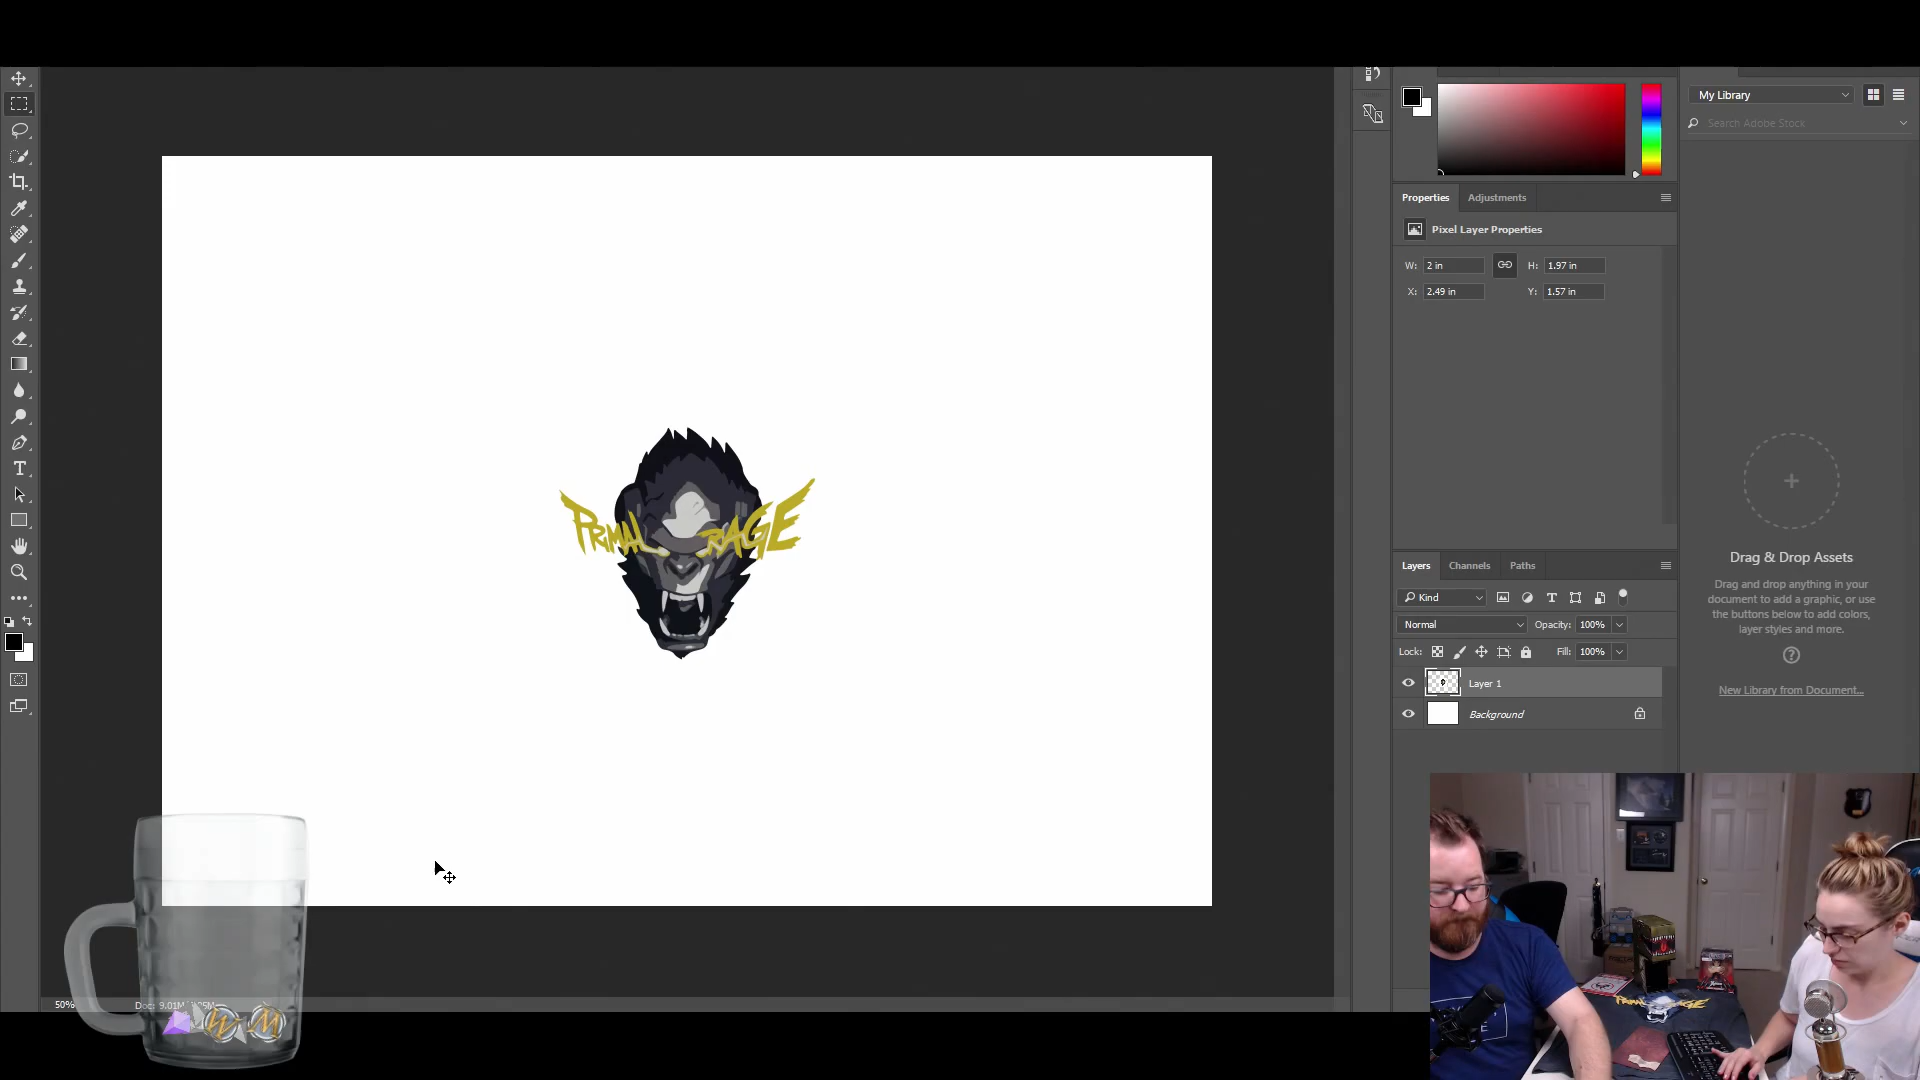 My Library
Search Adobe Stock
Properties
Adjustments
Pixel Layer Properties
W:
2 in
H:
1.97 in
X:
2.49 in
Y:
1.57 in
PRIMAL RAGE
Drag & Drop Assets
Drag and drop anything in your
document to add a graphic, or use
the buttons below to add colors,
layer styles and more.
New Library from Document...
Layers
Channels
Paths
Kind
Normal
Opacity:
100%
Lock:
Fill:
100%
Layer 1
Background
50%
PRIMAL RAGE